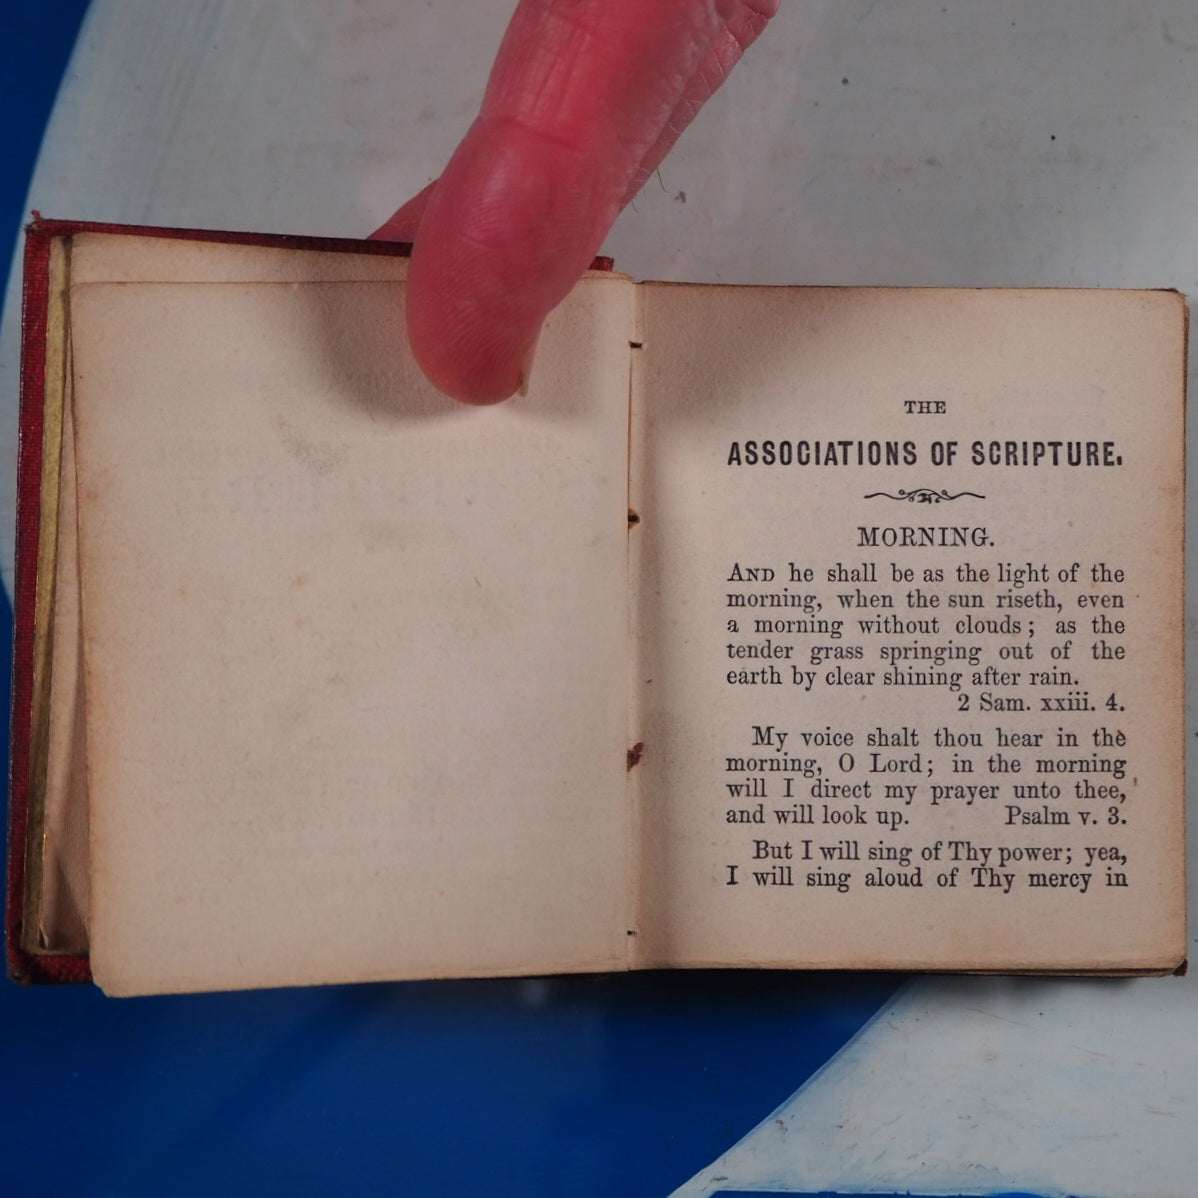 THE
ASSOCIATIONS OF SCRIPTURE.
MORNING.
AND he shall be as the light of the
morning, when the sun riseth, even
a morning without clouds; as the
tender grass springing out of the
earth by clear shining after rain.
2 Sam. xxiii. 4.
My voice shalt thou hear in the
morning, O Lord; in the morning
will I direct my prayer unto thee,
and will look up. Psalm v. 3.
But I will sing of Thy power; yea,
I will sing aloud of Thy mercy in